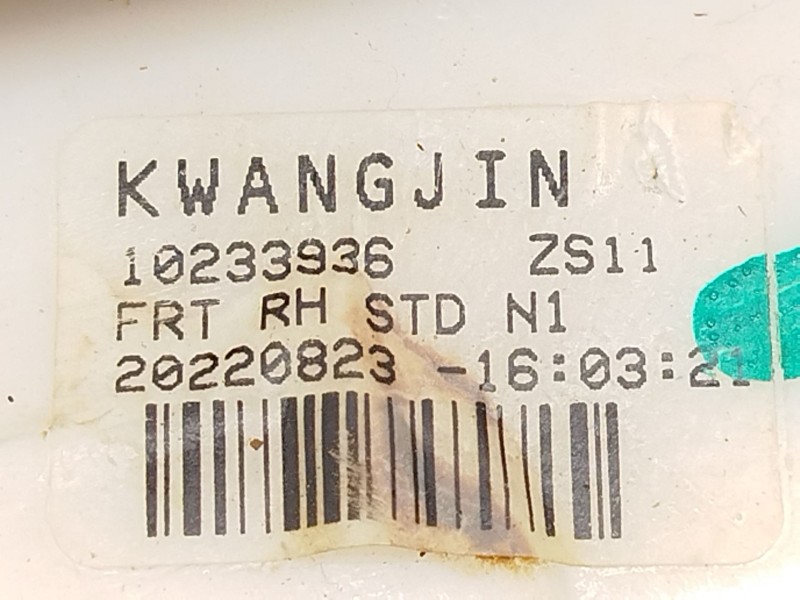 KWANGJIN
10233936 ZS11
FRT RH STD N1
20220823 -16:03:21